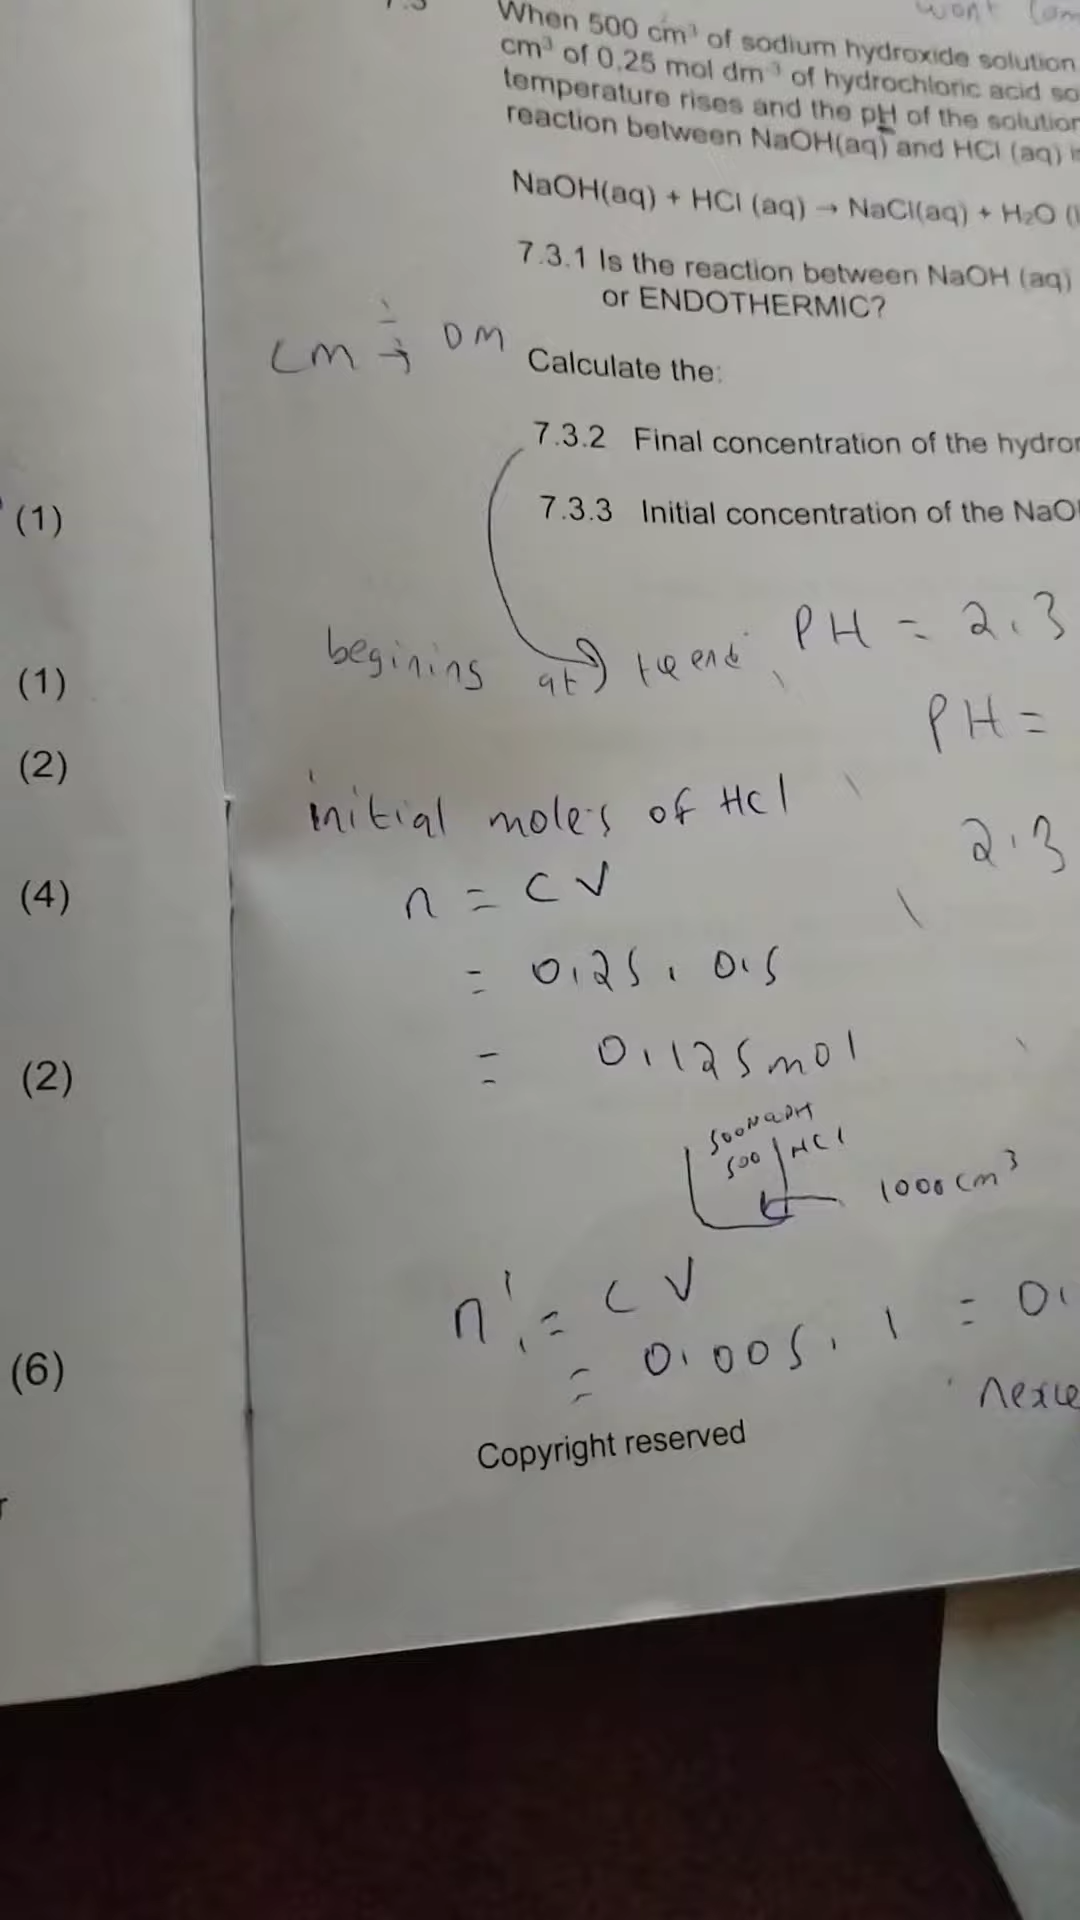 7.3
When 500 cm³ of sodium hydroxide solution
cm³ of 0,25 mol dm⁻³ of hydrochloric acid so
temperature rises and the pH of the solution
reaction between NaOH(aq) and HCl (aq) i
NaOH(aq) + HCl (aq) → NaCl(aq) + H₂O (l
7.3.1 Is the reaction between NaOH (aq)
or ENDOTHERMIC?
cm ÷→ DM
Calculate the:
7.3.2 Final concentration of the hydro
7.3.3 Initial concentration of the NaO
(1)
begining at the end
PH = 2.3
(1)
PH =
(2)
initial moles of HCl
2.3
(4)
n = CV
= 0,25 . 0.5
= 0,125 mol
(2)
500 NaOH
500 HCl
1000 cm³
n = CV
= 0.005 . 1 = 0.
(6)
nexce
Copyright reserved